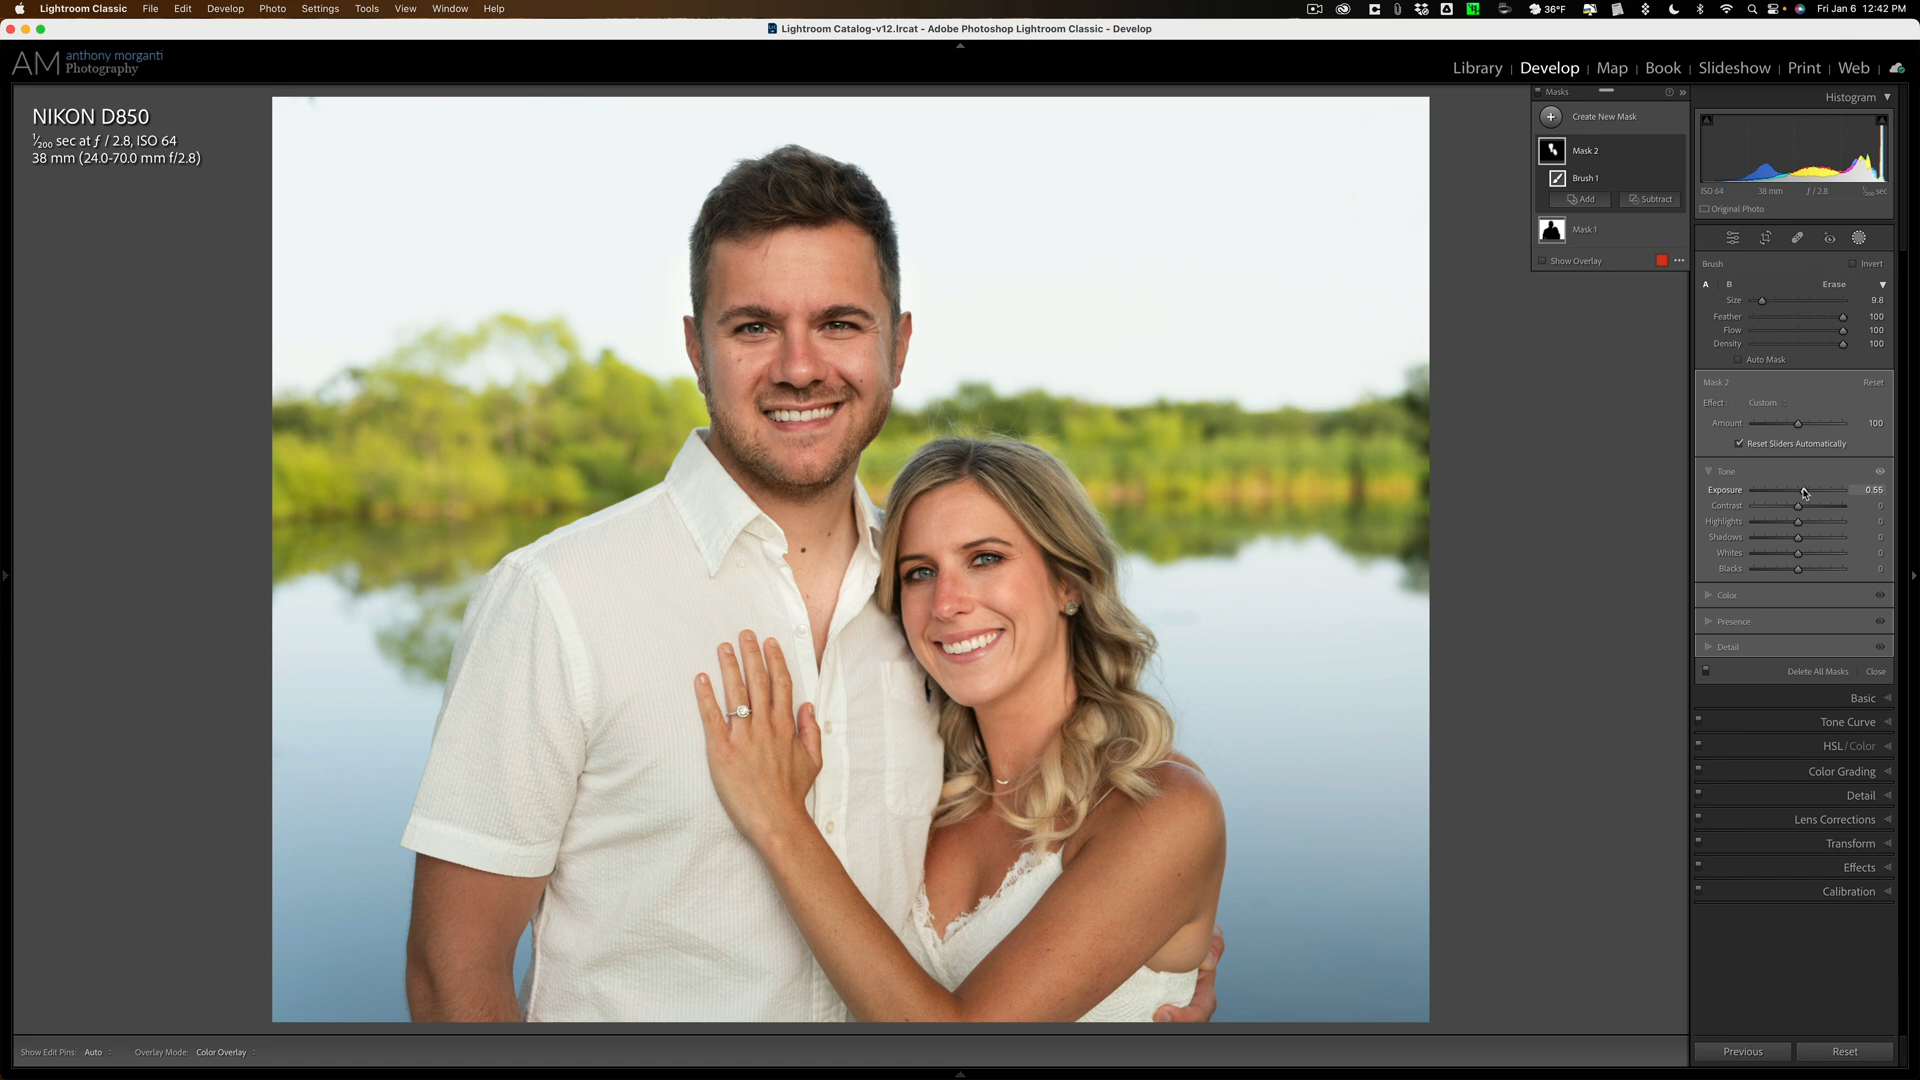 Lightroom Classic File Edit Develop Photo Settings Tools View Window Help 36°F Fri Jan 6 12:42 PM
Lightroom Catalog-v12.lrcat - Adobe Photoshop Lightroom Classic - Develop
AM anthony morganti
Photography
Library | Develop | Map | Book | Slideshow | Print | Web
NIKON D850
1/200 sec at ƒ / 2.8, ISO 64
38 mm (24.0-70.0 mm f/2.8)
Masks
Create New Mask
Mask 2
Brush 1
Add Subtract
Mask 1
Show Overlay
Histogram
ISO 64 38 mm ƒ / 2.8 1/200 sec
Original Photo
Brush Invert
A B Erase
Size 9.8
Feather 100
Flow 100
Density 100
Auto Mask
Mask 2 Reset
Effect : Custom
Amount 100
Reset Sliders Automatically
Tone
Exposure 0.55
Contrast 0
Highlights 0
Shadows 0
Whites 0
Blacks 0
Color
Presence
Detail
Delete All Masks Close
Basic
Tone Curve
HSL / Color
Color Grading
Detail
Lens Corrections
Transform
Effects
Calibration
Show Edit Pins: Auto Overlay Mode: Color Overlay
Previous Reset